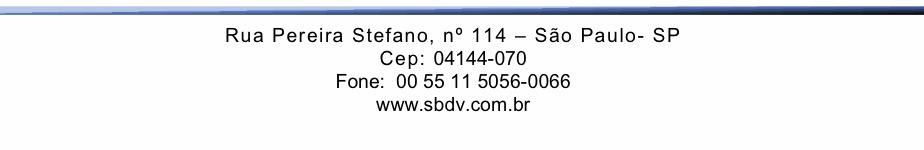 Rua Pereira Stefano, nº 114 – São Paulo- SP
Cep: 04144-070
Fone: 00 55 11 5056-0066
www.sbdv.com.br